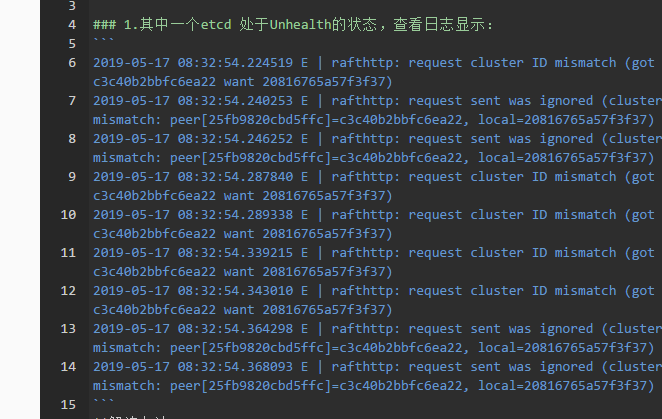 3
4 ### 1.其中一个etcd 处于Unhealth的状态，查看日志显示：
5 ```
6 2019-05-17 08:32:54.224519 E | rafthttp: request cluster ID mismatch (got
c3c40b2bbfc6ea22 want 20816765a57f3f37)
7 2019-05-17 08:32:54.240253 E | rafthttp: request sent was ignored (cluster
mismatch: peer[25fb9820cbd5ffc]=c3c40b2bbfc6ea22, local=20816765a57f3f37)
8 2019-05-17 08:32:54.246252 E | rafthttp: request sent was ignored (cluster
mismatch: peer[25fb9820cbd5ffc]=c3c40b2bbfc6ea22, local=20816765a57f3f37)
9 2019-05-17 08:32:54.287840 E | rafthttp: request cluster ID mismatch (got
c3c40b2bbfc6ea22 want 20816765a57f3f37)
10 2019-05-17 08:32:54.289338 E | rafthttp: request cluster ID mismatch (got
c3c40b2bbfc6ea22 want 20816765a57f3f37)
11 2019-05-17 08:32:54.339215 E | rafthttp: request cluster ID mismatch (got
c3c40b2bbfc6ea22 want 20816765a57f3f37)
12 2019-05-17 08:32:54.343010 E | rafthttp: request cluster ID mismatch (got
c3c40b2bbfc6ea22 want 20816765a57f3f37)
13 2019-05-17 08:32:54.364298 E | rafthttp: request sent was ignored (cluster
mismatch: peer[25fb9820cbd5ffc]=c3c40b2bbfc6ea22, local=20816765a57f3f37)
14 2019-05-17 08:32:54.368093 E | rafthttp: request sent was ignored (cluster
mismatch: peer[25fb9820cbd5ffc]=c3c40b2bbfc6ea22, local=20816765a57f3f37)
15 ```